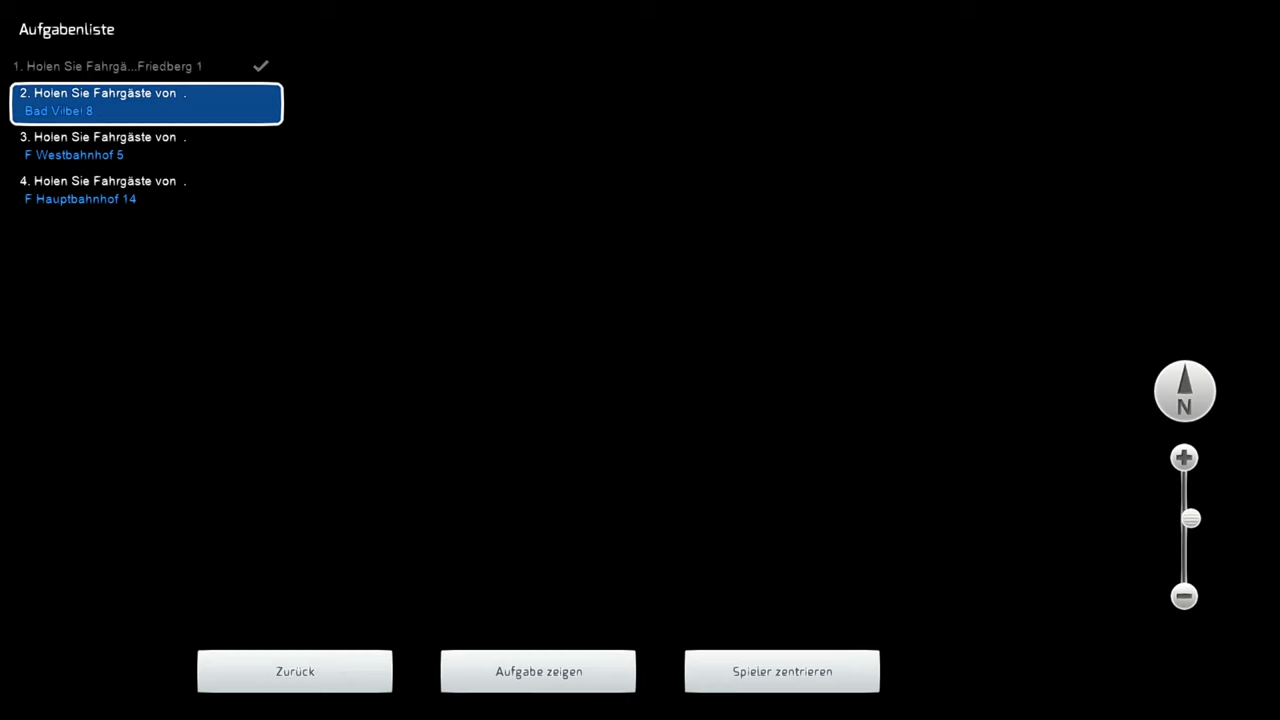 Aufgabenliste
1. Holen Sie Fahrgä...Friedberg 1
2. Holen Sie Fahrgäste von .
Bad Vilbel 8
3. Holen Sie Fahrgäste von .
F Westbahnhof 5
4. Holen Sie Fahrgäste von .
F Hauptbahnhof 14
N
Zurück
Aufgabe zeigen
Spieler zentrieren